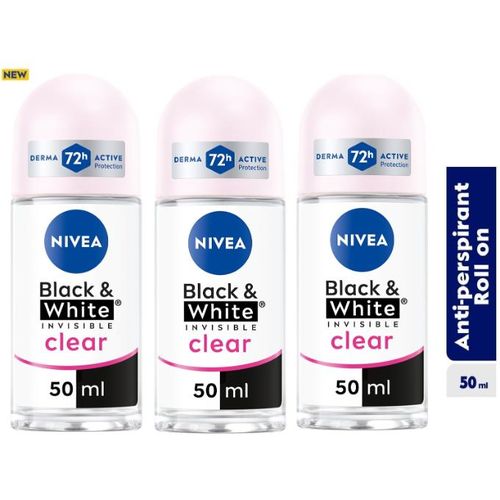 NEW
DERMA 72h ACTIVE
Protection
NIVEA
Black &
White®
INVISIBLE
clear
50 ml
DERMA 72h ACTIVE
Protection
NIVEA
Black &
White®
INVISIBLE
clear
50 ml
DERMA 72h ACTIVE
Protection
NIVEA
Black &
White®
INVISIBLE
clear
50 ml
Anti-perspirant
Roll on
50 ml